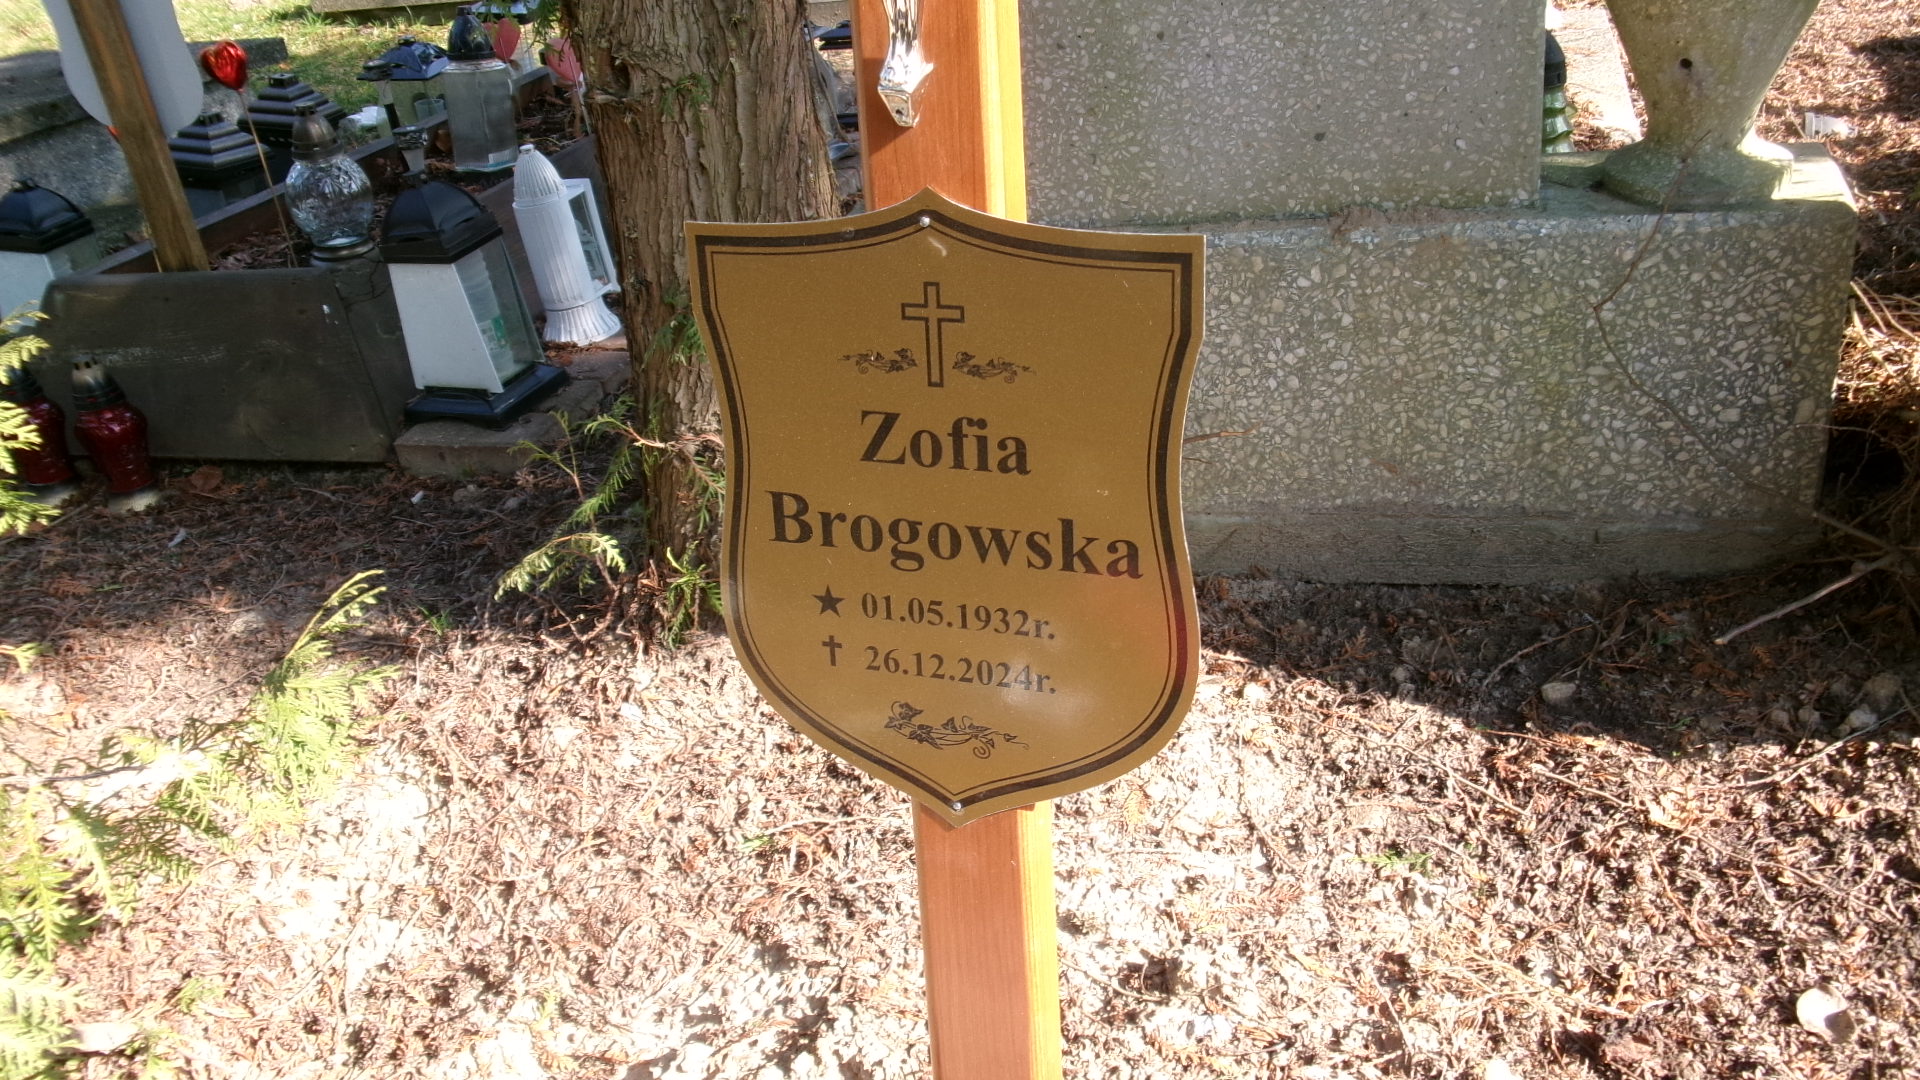 Zofia
Brogowska
★ 01.05.1932r.
✝ 26.12.2024r.